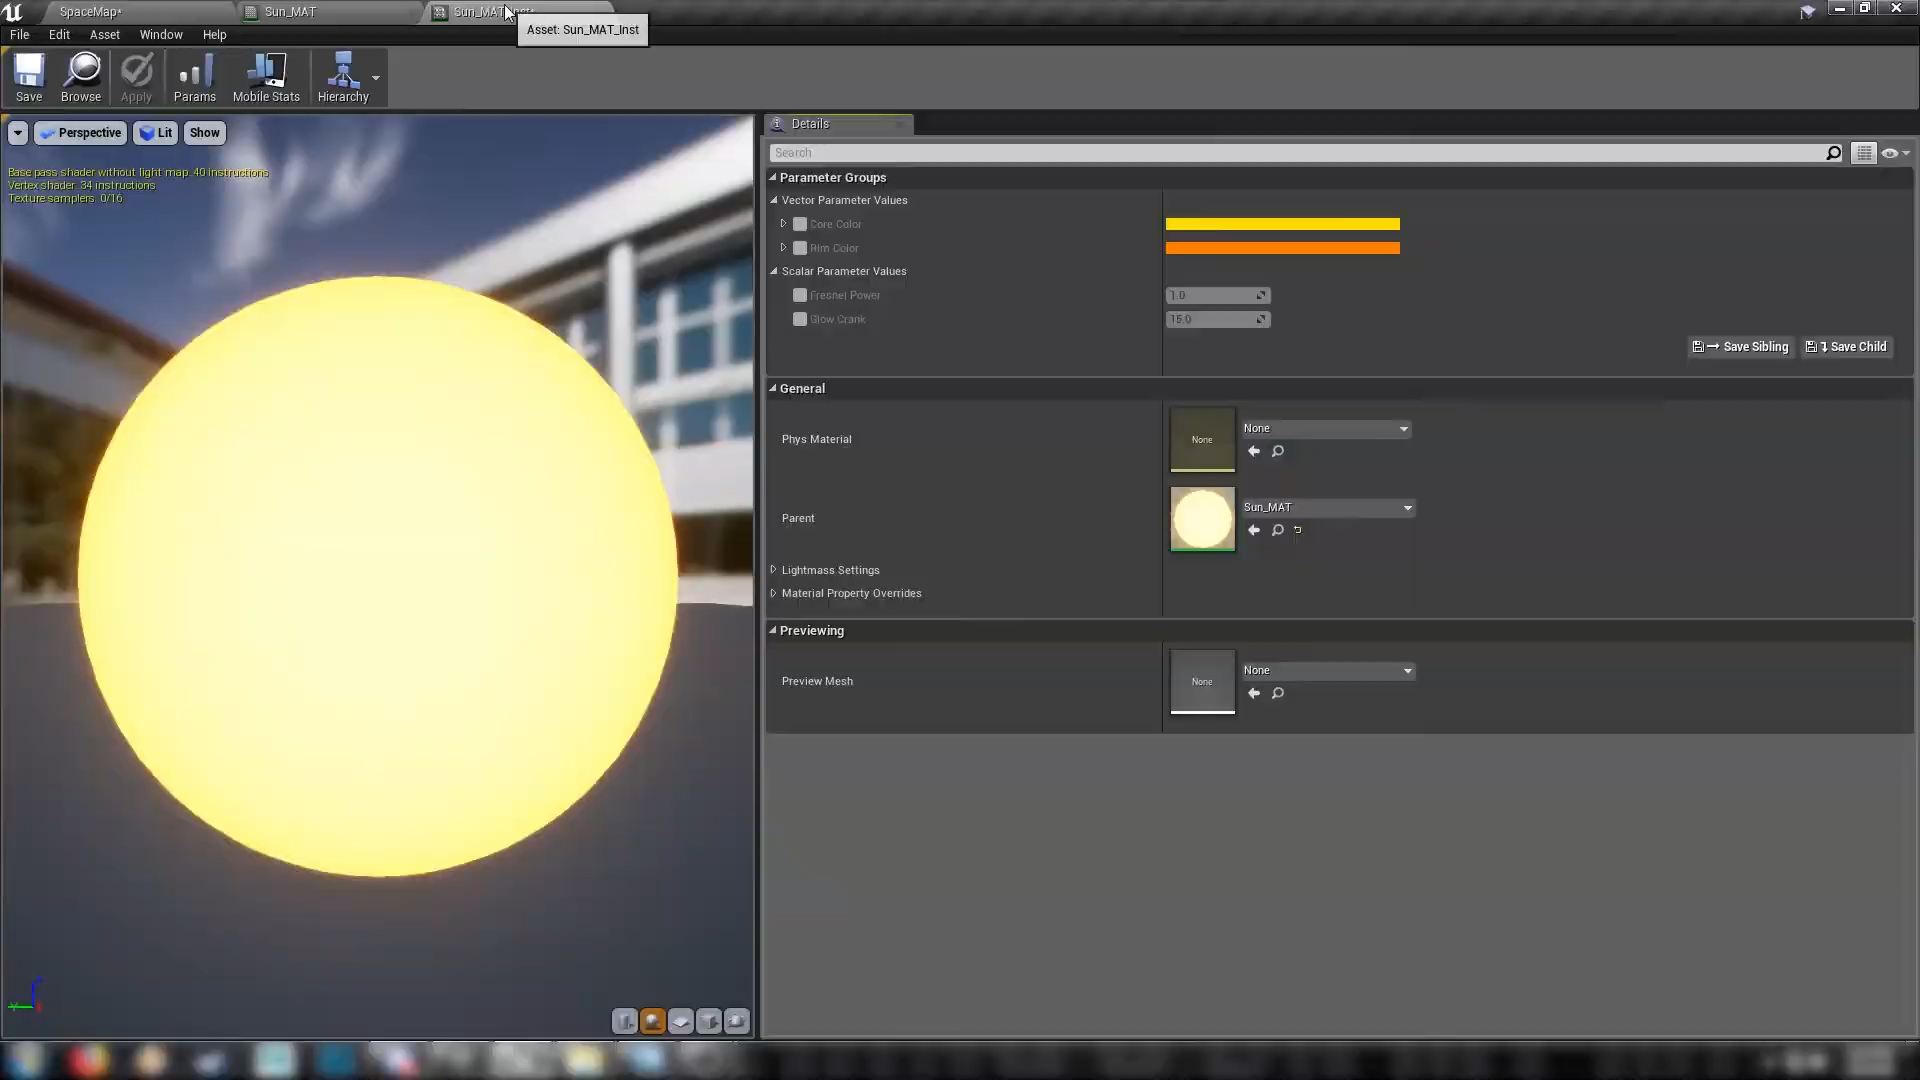 SpaceMap*
Sun_MAT
Sun_MAT_Inst*
Asset: Sun_MAT_Inst
File Edit Asset Window Help
Save Browse Apply Params Mobile Stats Hierarchy
Perspective Lit Show
Base pass shader without light map: 40 instructions
Vertex shader: 34 instructions
Texture samplers: 0/16
Details
Search
Parameter Groups
Vector Parameter Values
Core Color
Rim Color
Scalar Parameter Values
Fresnel Power 1.0
Glow Crank 15.0
Save Sibling Save Child
General
Phys Material None None
Parent Sun_MAT
Lightmass Settings
Material Property Overrides
Previewing
Preview Mesh None None